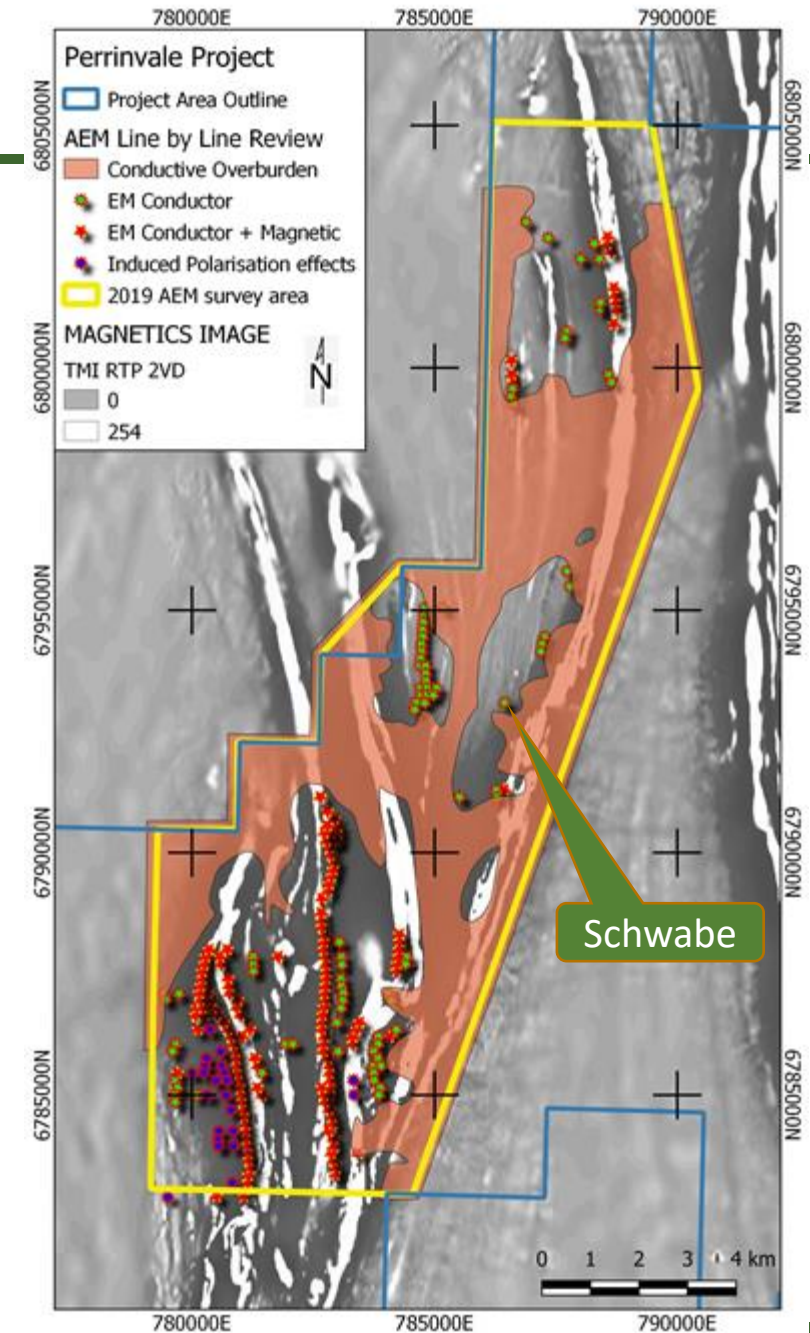 780000E 785000E 790000E
Perrinvale Project
Project Area Outline
AEM Line by Line Review
Conductive Overburden
EM Conductor
EM Conductor + Magnetic
Induced Polarisation effects
2019 AEM survey area
MAGNETICS IMAGE
TMI RTP 2VD
0
254
N
6805000N
6805000N
6800000N
6800000N
6795000N
6795000N
6790000N
6790000N
Schwabe
6785000N
6785000N
0 1 2 3 4 km
780000E 785000E 790000E